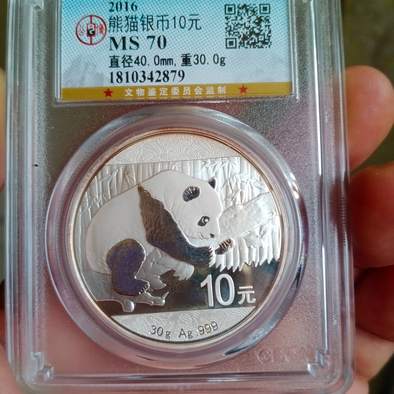 2016
熊猫银币10元
MS 70
直径40.0mm,重30.0g
1810342879
★ 文物鉴定委员会监制 ★
10元
30g Ag.999